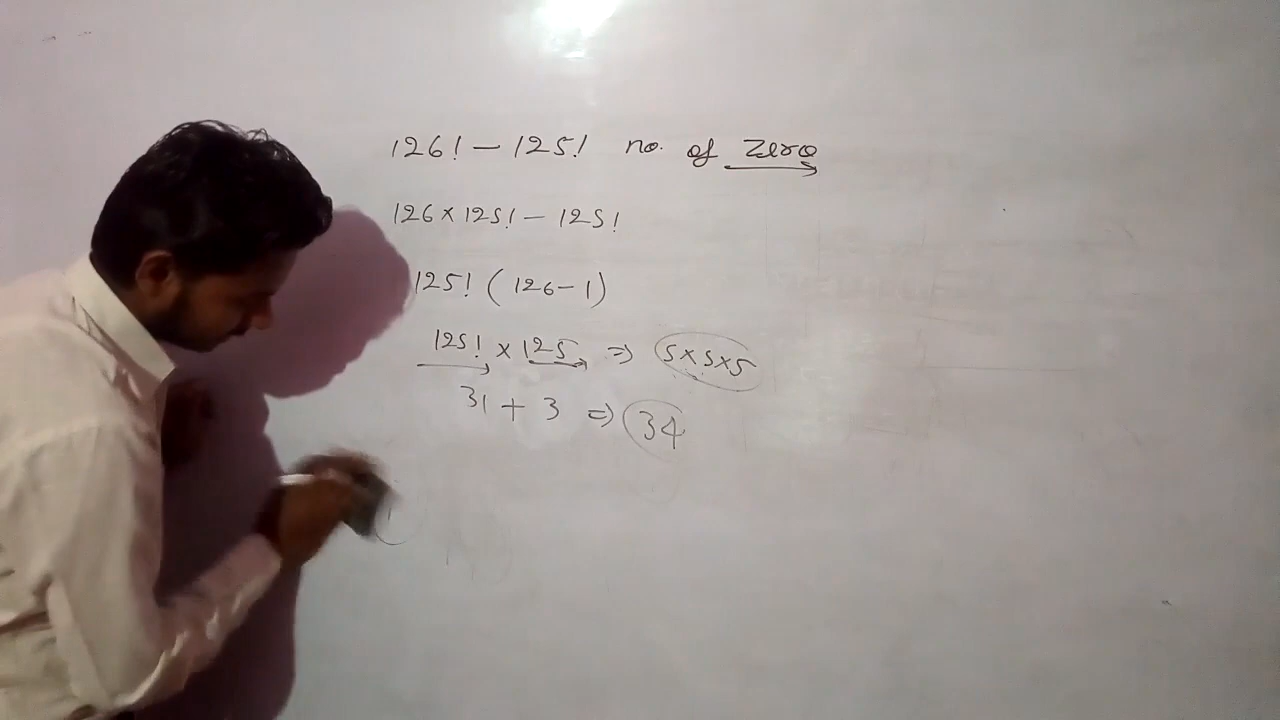 126! - 125! no. of Zero
126 × 125! - 125!
125! ( 126 - 1 )
125! × 125 ⇒ 5×5×5
31 + 3 ⇒ 34